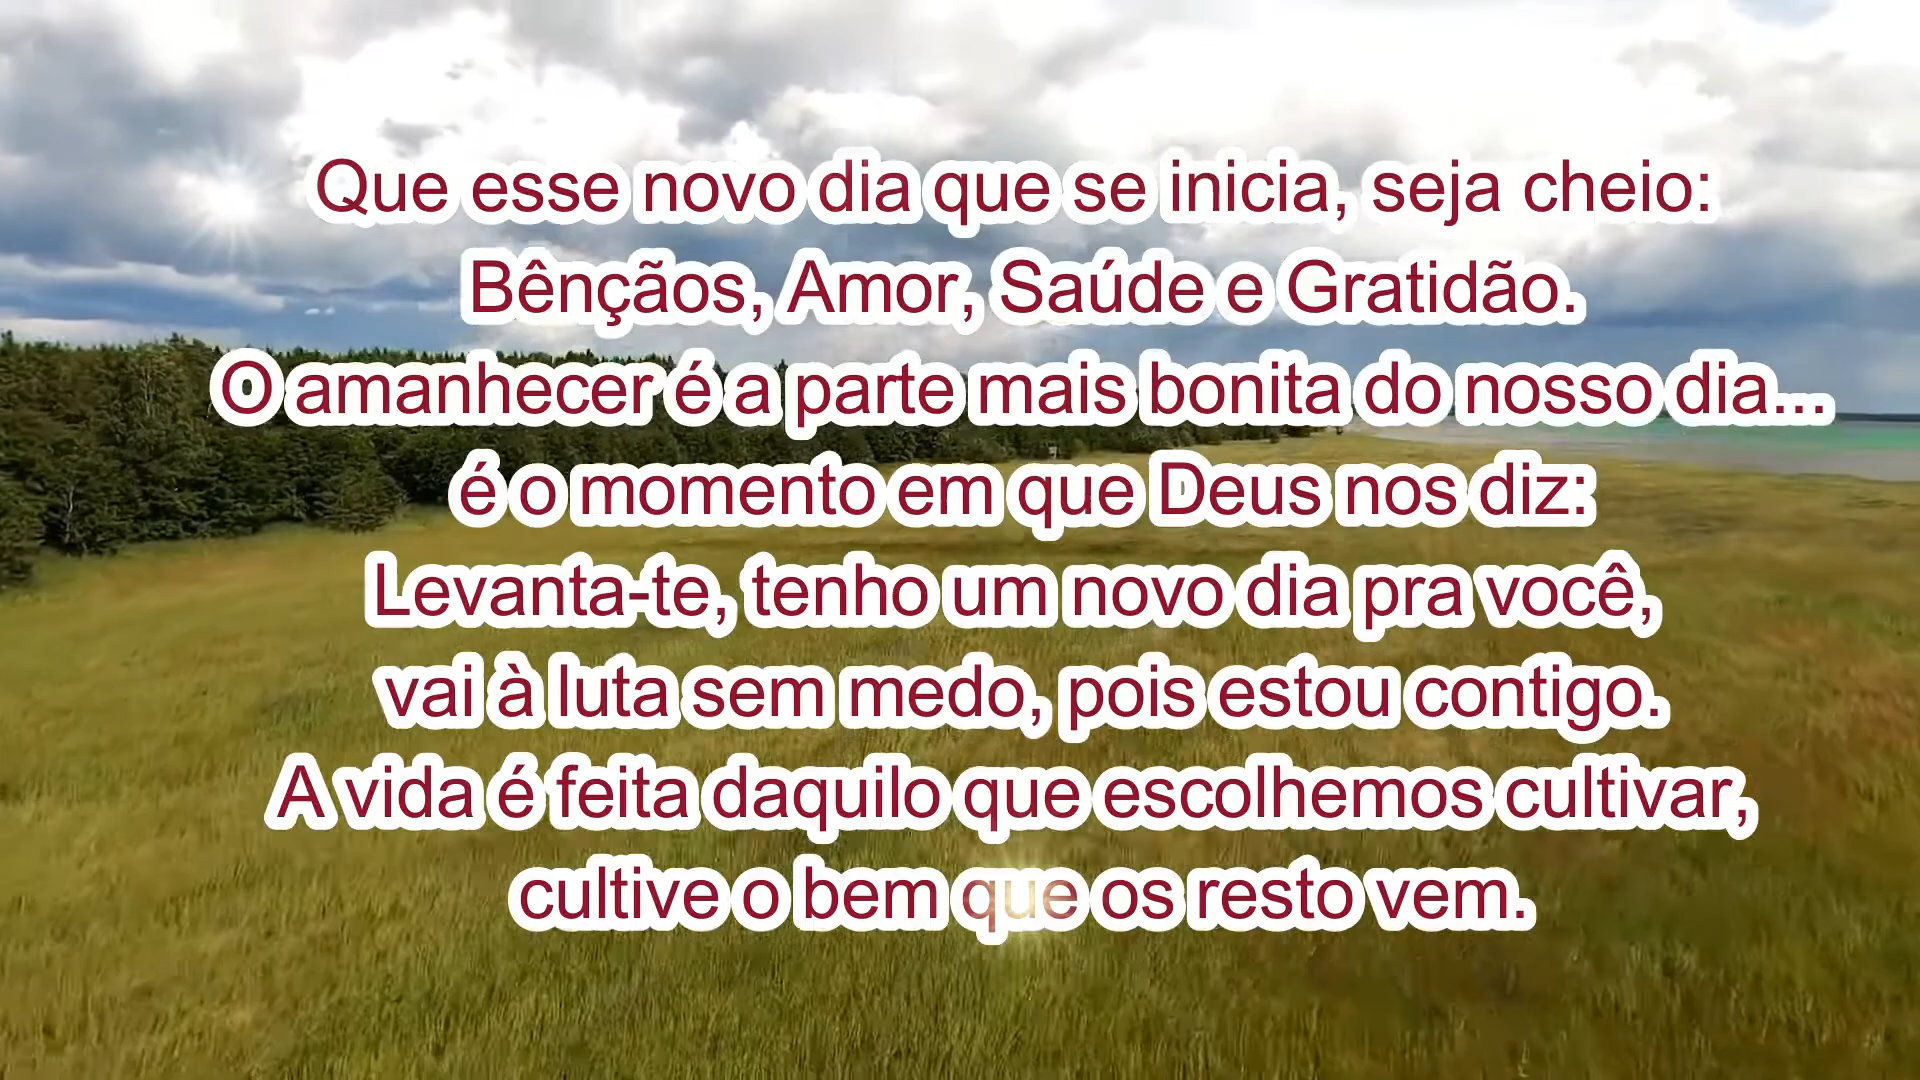 Que esse novo dia que se inicia, seja cheio:
Bênçãos, Amor, Saúde e Gratidão.
O amanhecer é a parte mais bonita do nosso dia...
é o momento em que Deus nos diz:
Levanta-te, tenho um novo dia pra você,
vai à luta sem medo, pois estou contigo.
A vida é feita daquilo que escolhemos cultivar,
cultive o bem que os resto vem.